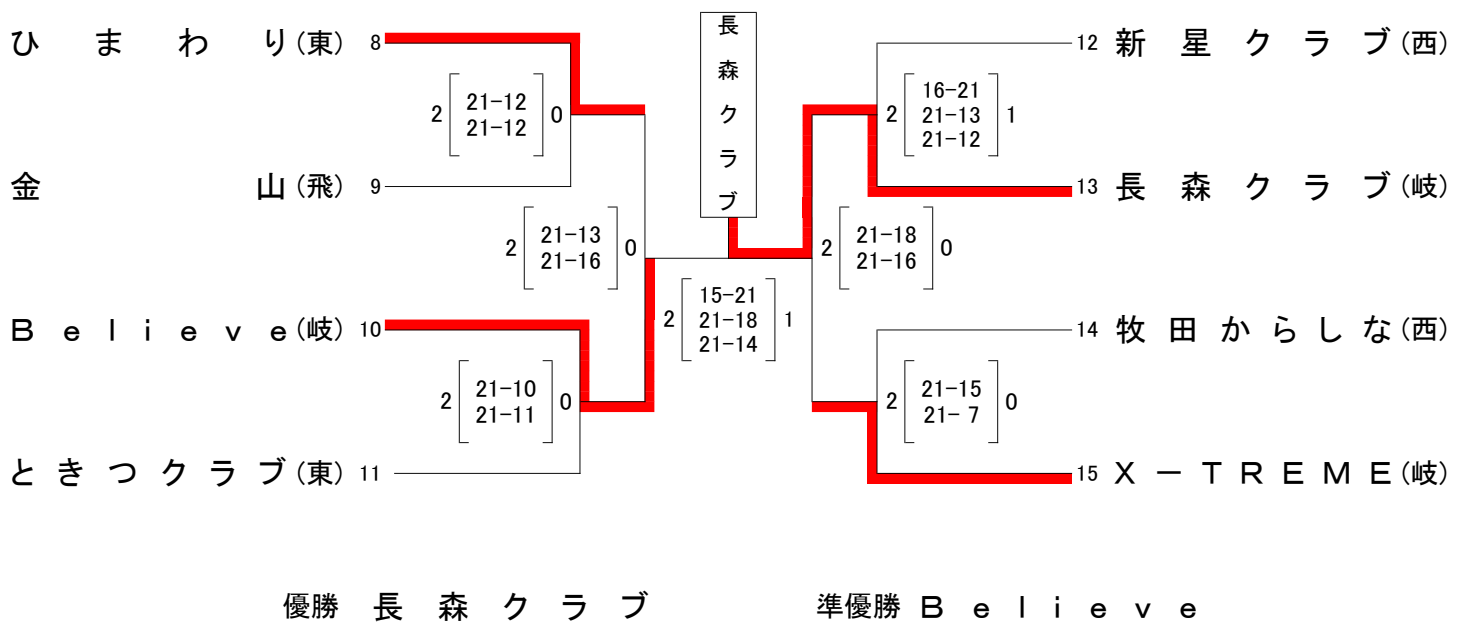 ひまわり(東) 8
2 21-12 0
21-12
金山(飛) 9
2 21-13 0
21-16
Believe(岐) 10
2 21-10 0
21-11
ときつクラブ(東) 11
長森クラブ
2 15-21 1
21-18
21-14
12 新星クラブ(西)
2 16-21 1
21-13
21-12
13 長森クラブ(岐)
2 21-18 0
21-16
14 牧田からしな(西)
2 21-15 0
21- 7
15 X－TREME(岐)
優勝 長森クラブ
準優勝 Believe